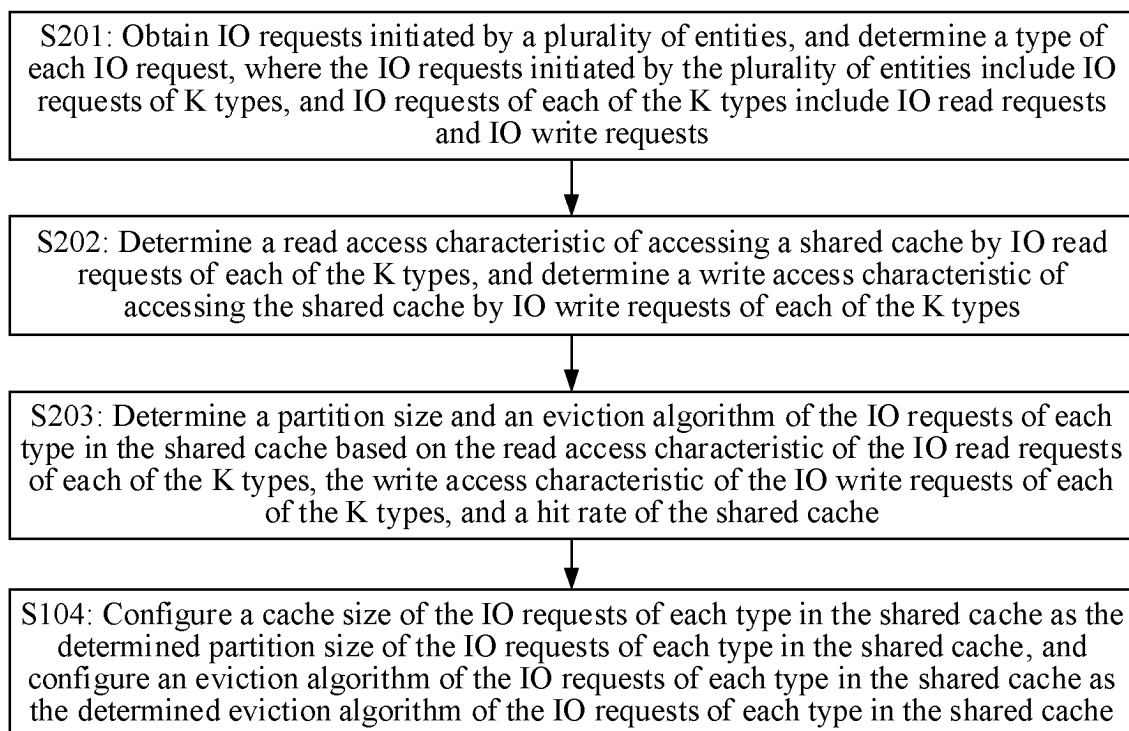 S201: Obtain IO requests initiated by a plurality of entities, and determine a type of
each IO request, where the IO requests initiated by the plurality of entities include IO
requests of K types, and IO requests of each of the K types include IO read requests
and IO write requests
S202: Determine a read access characteristic of accessing a shared cache by IO read
requests of each of the K types, and determine a write access characteristic of
accessing the shared cache by IO write requests of each of the K types
S203: Determine a partition size and an eviction algorithm of the IO requests of each
type in the shared cache based on the read access characteristic of the IO read requests
of each of the K types, the write access characteristic of the IO write requests of each
of the K types, and a hit rate of the shared cache
S104: Configure a cache size of the IO requests of each type in the shared cache as the
determined partition size of the IO requests of each type in the shared cache, and
configure an eviction algorithm of the IO requests of each type in the shared cache as
the determined eviction algorithm of the IO requests of each type in the shared cache